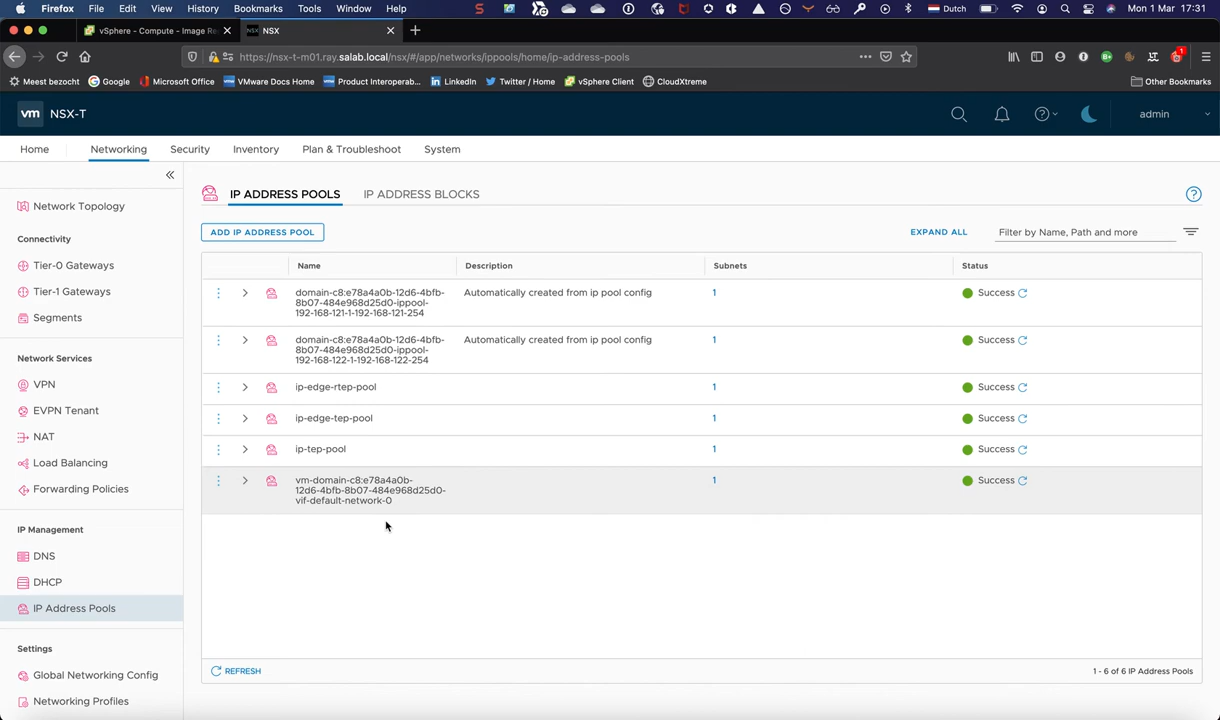 Firefox File Edit View History Bookmarks Tools Window Help Dutch Mon 1 Mar 17:31
vSphere - Compute - Image Re NSX
https://nsx-t-m01.ray.salab.local/nsx/#/app/networks/ippools/home/ip-address-pools
Meest bezocht Google Microsoft Office VMware Docs Home Product Interoperab... LinkedIn Twitter / Home vSphere Client CloudXtreme Other Bookmarks
vm NSX-T admin
Home Networking Security Inventory Plan & Troubleshoot System
Network Topology
Connectivity
Tier-0 Gateways
Tier-1 Gateways
Segments
Network Services
VPN
EVPN Tenant
NAT
Load Balancing
Forwarding Policies
IP Management
DNS
DHCP
IP Address Pools
Settings
Global Networking Config
Networking Profiles
IP ADDRESS POOLS IP ADDRESS BLOCKS
ADD IP ADDRESS POOL EXPAND ALL Filter by Name, Path and more
Name Description Subnets Status
domain-c8:e78a4a0b-12d6-4bfb- Automatically created from ip pool config 1 Success
8b07-484e968d25d0-ippool-
192-168-121-1-192-168-121-254
domain-c8:e78a4a0b-12d6-4bfb- Automatically created from ip pool config 1 Success
8b07-484e968d25d0-ippool-
192-168-122-1-192-168-122-254
ip-edge-rtep-pool 1 Success
ip-edge-tep-pool 1 Success
ip-tep-pool 1 Success
vm-domain-c8:e78a4a0b- 1 Success
12d6-4bfb-8b07-484e968d25d0-
vif-default-network-0
REFRESH 1 - 6 of 6 IP Address Pools